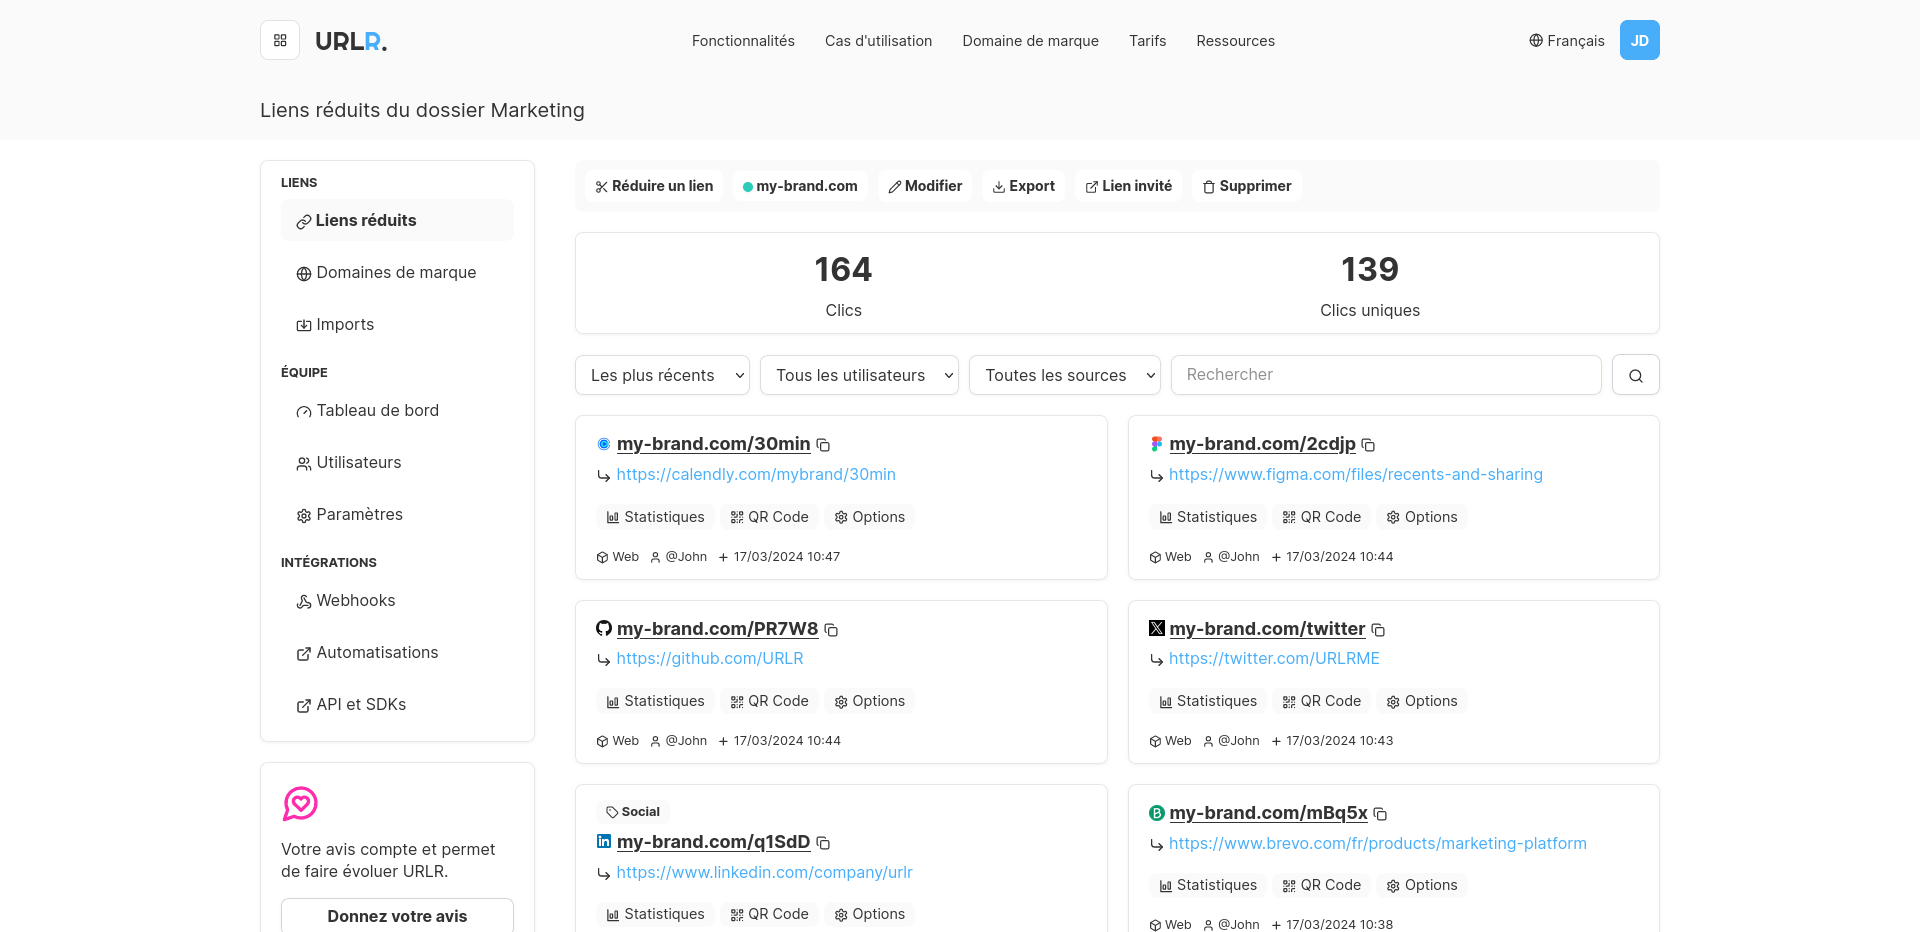 URLR.
Fonctionnalités Cas d'utilisation Domaine de marque Tarifs Ressources
Français
JD
Liens réduits du dossier Marketing
LIENS
Liens réduits
Domaines de marque
Imports
ÉQUIPE
Tableau de bord
Utilisateurs
Paramètres
INTÉGRATIONS
Webhooks
Automatisations
API et SDKs
Votre avis compte et permet
de faire évoluer URLR.
Donnez votre avis
Réduire un lien my-brand.com Modifier Export Lien invité Supprimer
164
Clics
139
Clics uniques
Les plus récents Tous les utilisateurs Toutes les sources Rechercher
my-brand.com/30min
https://calendly.com/mybrand/30min
Statistiques QR Code Options
Web @John 17/03/2024 10:47
my-brand.com/2cdjp
https://www.figma.com/files/recents-and-sharing
Statistiques QR Code Options
Web @John 17/03/2024 10:44
my-brand.com/PR7W8
https://github.com/URLR
Statistiques QR Code Options
Web @John 17/03/2024 10:44
my-brand.com/twitter
https://twitter.com/URLRME
Statistiques QR Code Options
Web @John 17/03/2024 10:43
Social
my-brand.com/q1SdD
https://www.linkedin.com/company/urlr
Statistiques QR Code Options
my-brand.com/mBq5x
https://www.brevo.com/fr/products/marketing-platform
Statistiques QR Code Options
Web @John 17/03/2024 10:38